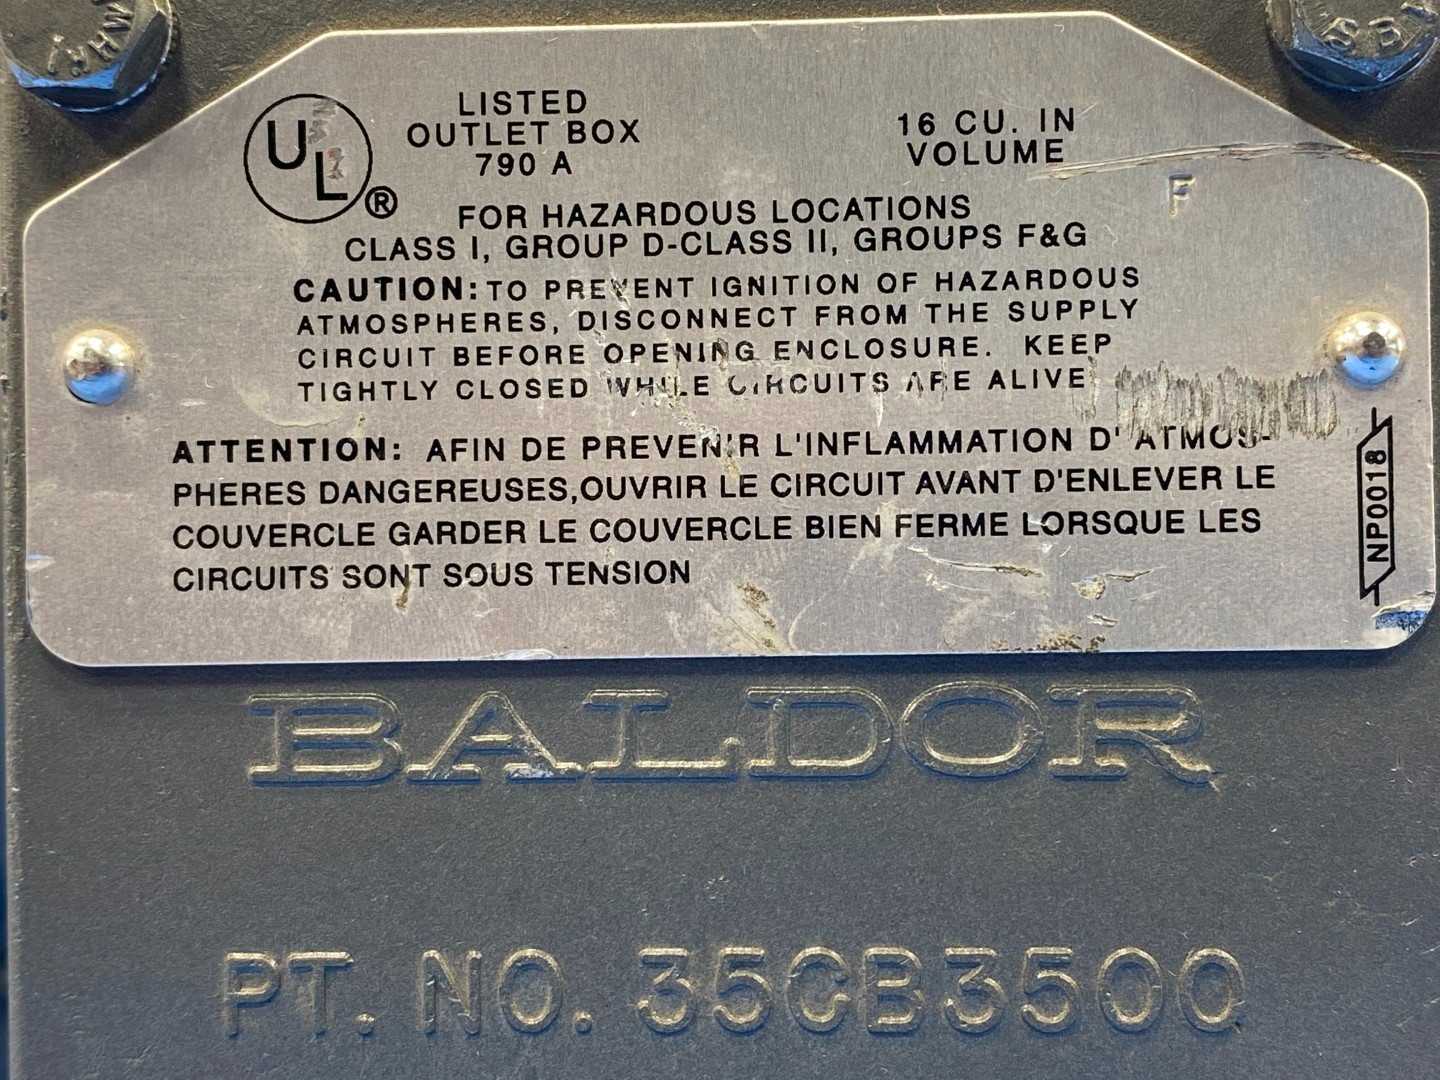 UL®
LISTED
OUTLET BOX
790 A
16 CU. IN
VOLUME
F
FOR HAZARDOUS LOCATIONS
CLASS I, GROUP D-CLASS II, GROUPS F&G
CAUTION: TO PREVENT IGNITION OF HAZARDOUS
ATMOSPHERES, DISCONNECT FROM THE SUPPLY
CIRCUIT BEFORE OPENING ENCLOSURE. KEEP
TIGHTLY CLOSED WHILE CIRCUITS ARE ALIVE
ATTENTION: AFIN DE PREVENIR L'INFLAMMATION D' ATMOS-
PHERES DANGEREUSES,OUVRIR LE CIRCUIT AVANT D'ENLEVER LE
COUVERCLE GARDER LE COUVERCLE BIEN FERME LORSQUE LES
CIRCUITS SONT SOUS TENSION
NP0018
BALDOR
PT. NO. 35CB3500